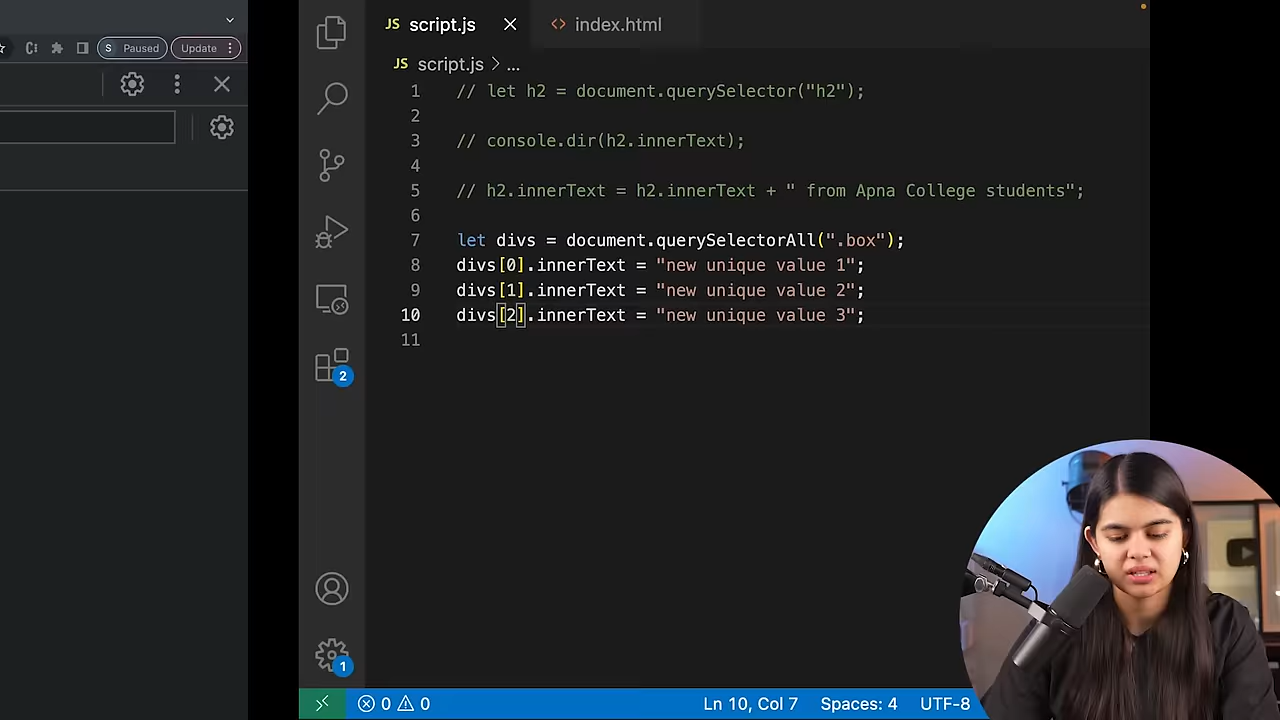 S Paused Update
JS script.js index.html
JS script.js > ...
1 // let h2 = document.querySelector("h2");
2
3 // console.dir(h2.innerText);
4
5 // h2.innerText = h2.innerText + " from Apna College students";
6
7 let divs = document.querySelectorAll(".box");
8 divs[0].innerText = "new unique value 1";
9 divs[1].innerText = "new unique value 2";
10 divs[2].innerText = "new unique value 3";
11
2
1
0 0 Ln 10, Col 7 Spaces: 4 UTF-8